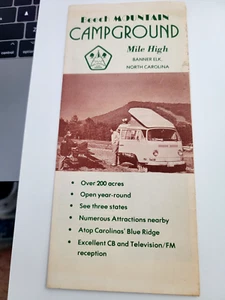 Beech MOUNTAIN
CAMPGROUND
Mile High
BANNER ELK,
NORTH CAROLINA
• Over 200 acres
• Open year-round
• See three states
• Numerous Attractions nearby
• Atop Carolinas' Blue Ridge
• Excellent CB and Television/FM
reception